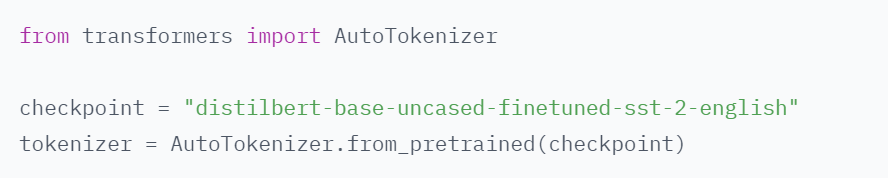 from transformers import AutoTokenizer
checkpoint = "distilbert-base-uncased-finetuned-sst-2-english"
tokenizer = AutoTokenizer.from_pretrained(checkpoint)